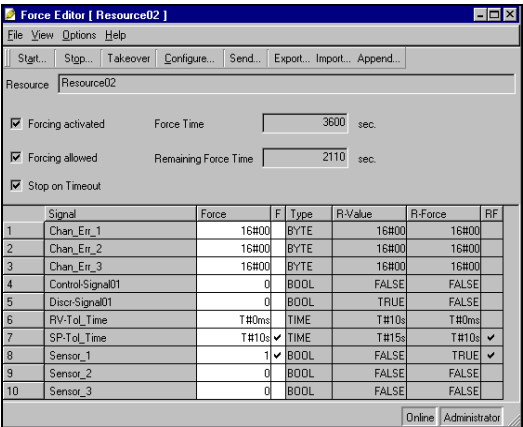 Force Editor [ Resource02 ]
File View Options Help
Start... Stop... Takeover Configure... Send... Export... Import... Append...
Resource Resource02
Forcing activated Force Time 3600 sec.
Forcing allowed Remaining Force Time 2110 sec.
Stop on Timeout
Signal Force F Type R-Value R-Force RF
1 Chan_Err_1 16#00 BYTE 16#00 16#00
2 Chan_Err_2 16#00 BYTE 16#00 16#00
3 Chan_Err_3 16#00 BYTE 16#00 16#00
4 Control-Signal01 0 BOOL FALSE FALSE
5 Discr-Signal01 0 BOOL TRUE FALSE
6 RV-Tol_Time T#0ms TIME T#10s T#0ms
7 SP-Tol_Time T#10s ✔ TIME T#15s T#10s ✔
8 Sensor_1 1 ✔ BOOL FALSE TRUE ✔
9 Sensor_2 0 BOOL FALSE FALSE
10 Sensor_3 0 BOOL FALSE FALSE
Online Administrator